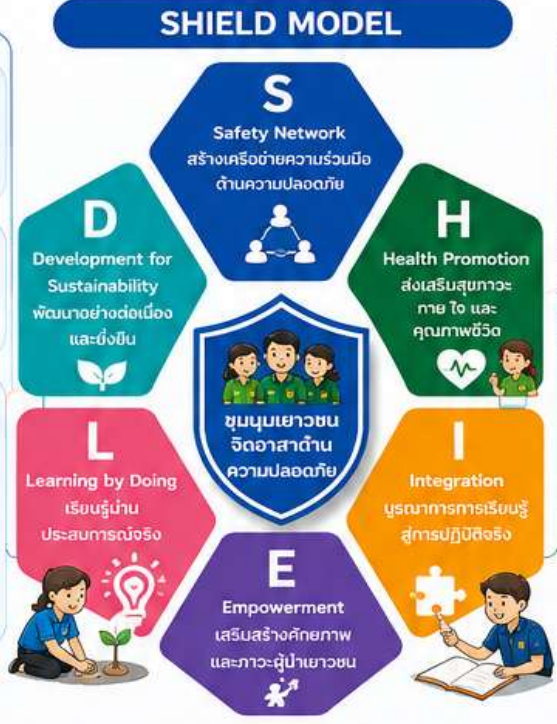 SHIELD MODEL
S
Safety Network
สร้างเครือข่ายความร่วมมือ
ด้านความปลอดภัย
H
Health Promotion
ส่งเสริมสุขภาวะ
กาย ใจ และ
คุณภาพชีวิต
I
Integration
บูรณาการการเรียนรู้
สู่การปฏิบัติจริง
E
Empowerment
เสริมสร้างศักยภาพ
และภาวะผู้นำเยาวชน
L
Learning by Doing
เรียนรู้ผ่าน
ประสบการณ์จริง
D
Development for
Sustainability
พัฒนาอย่างต่อเนื่อง
และยั่งยืน
ชุมนุมเยาวชน
จิตอาสาด้าน
ความปลอดภัย